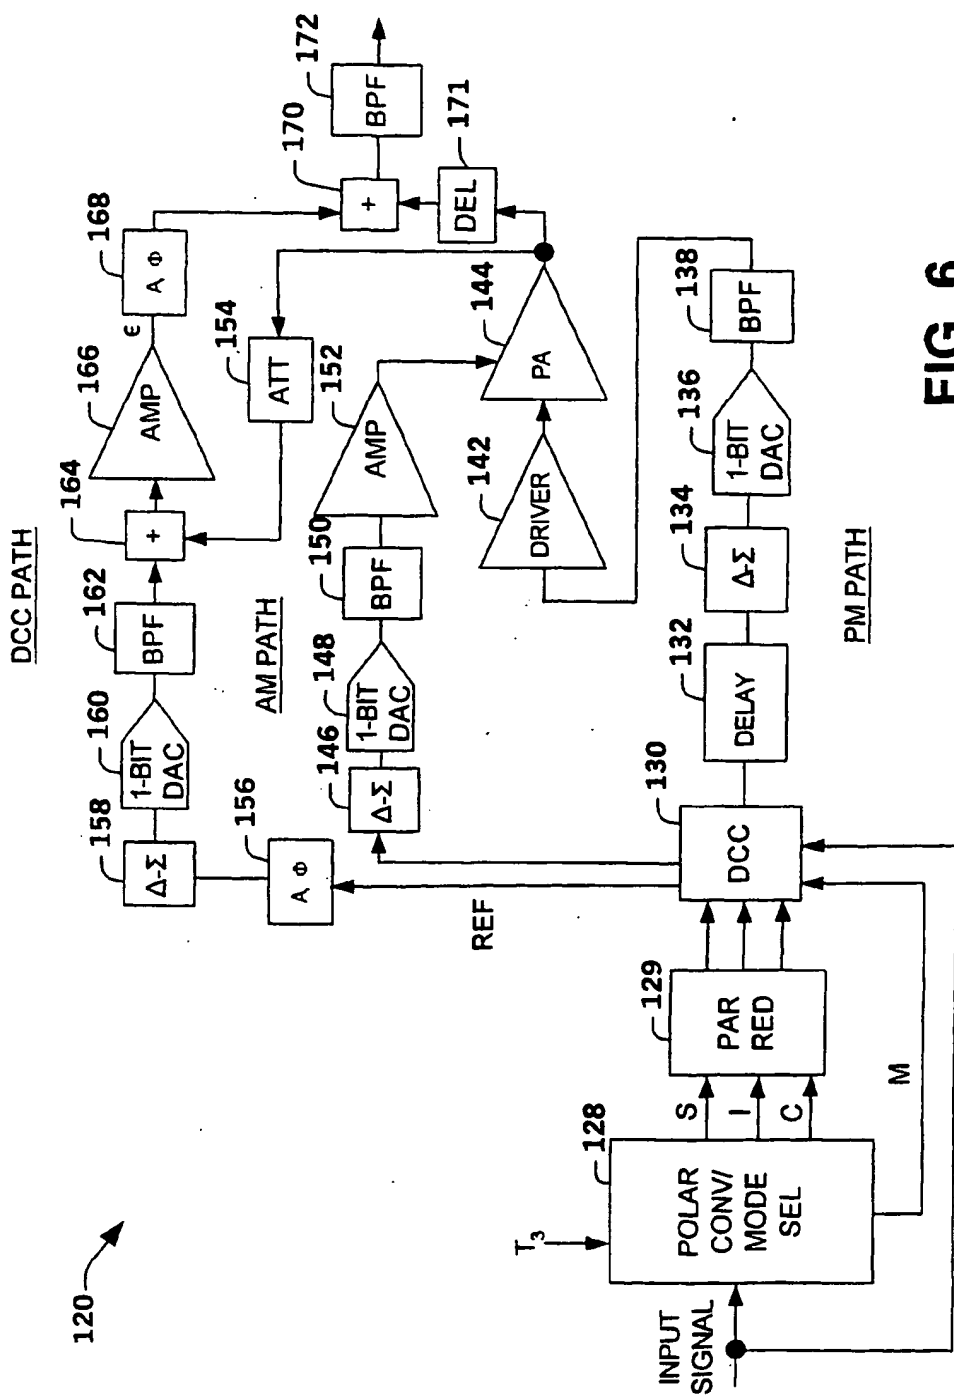 120
INPUT
SIGNAL
T3
128
POLAR
CONV/
MODE
SEL
S
I
C
M
129
PAR
RED
130
DCC
REF
DCC PATH
156
A Φ
158
Δ-Σ
160
1-BIT
DAC
162
BPF
164
+
166
AMP
ϵ
168
A Φ
170
+
172
BPF
171
DEL
AM PATH
146
Δ-Σ
148
1-BIT
DAC
150
BPF
152
AMP
154
ATT
142
DRIVER
144
PA
PM PATH
132
DELAY
134
Δ-Σ
136
1-BIT
DAC
138
BPF
FIG. 6